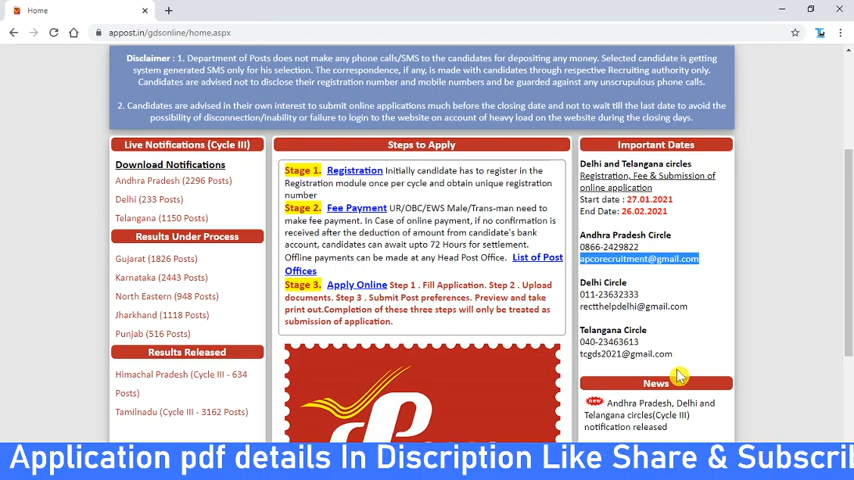 Home
appost.in/gdsonline/home.aspx
Disclaimer : 1. Department of Posts does not make any phone calls/SMS to the candidates for depositing any money. Selected candidate is getting
system generated SMS only for his selection. The correspondence, if any, is made with candidates through respective Recruiting authority only.
Candidates are advised not to disclose their registration number and mobile numbers and be guarded against any unscrupulous phone calls.
2. Candidates are advised in their own interest to submit online applications much before the closing date and not to wait till the last date to avoid the
possibility of disconnection/inability or failure to login to the website on account of heavy load on the website during the closing days.
Live Notifications (Cycle III)
Download Notifications
Andhra Pradesh (2296 Posts)
Delhi (233 Posts)
Telangana (1150 Posts)
Results Under Process
Gujarat (1826 Posts)
Karnataka (2443 Posts)
North Eastern (948 Posts)
Jharkhand (1118 Posts)
Punjab (516 Posts)
Results Released
Himachal Pradesh (Cycle III - 634
Posts)
Tamilnadu (Cycle III - 3162 Posts)
Steps to Apply
Stage 1. Registration Initially candidate has to register in the
Registration module once per cycle and obtain unique registration
number
Stage 2. Fee Payment UR/OBC/EWS Male/Trans-man need to
make fee payment. In Case of online payment, if no confirmation is
received after the deduction of amount from candidate's bank
account, candidates can await upto 72 Hours for settlement.
Offline payments can be made at any Head Post Office. List of Post
Offices
Stage 3. Apply Online Step 1 . Fill Application. Step 2 . Upload
documents. Step 3 . Submit Post preferences. Preview and take
print out.Completion of these three steps will only be treated as
submission of application.
Important Dates
Delhi and Telangana circles
Registration, Fee & Submission of
online application
Start date : 27.01.2021
End Date: 26.02.2021
Andhra Pradesh Circle
0866-2429822
apcorecruitment@gmail.com
Delhi Circle
011-23632333
rectthelpdelhi@gmail.com
Telangana Circle
040-23463613
tcgds2021@gmail.com
News
new Andhra Pradesh, Delhi and
Telangana circles(Cycle III)
notification released
Application pdf details In Discription Like Share & Subscrib